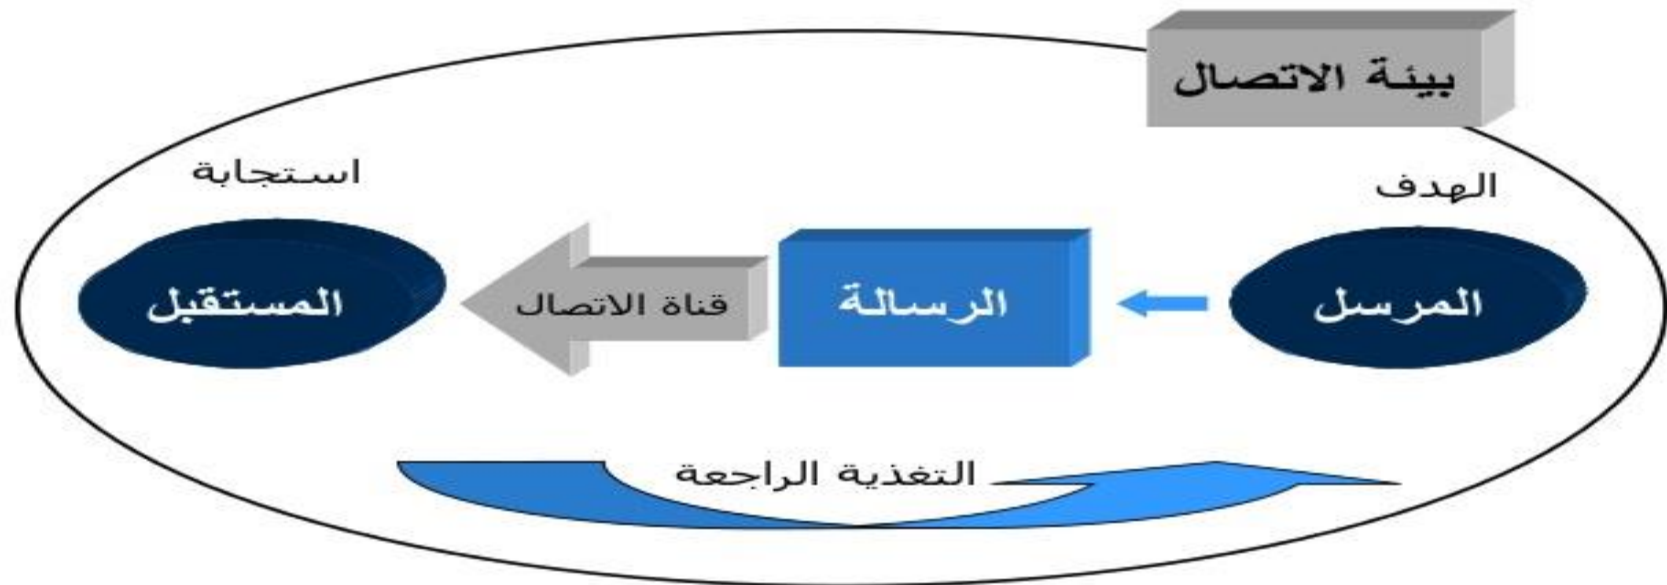 بيئة الاتصال
الهدف
استجابة
المرسل
الرسالة
قناة الاتصال
المستقبل
التغذية الراجعة